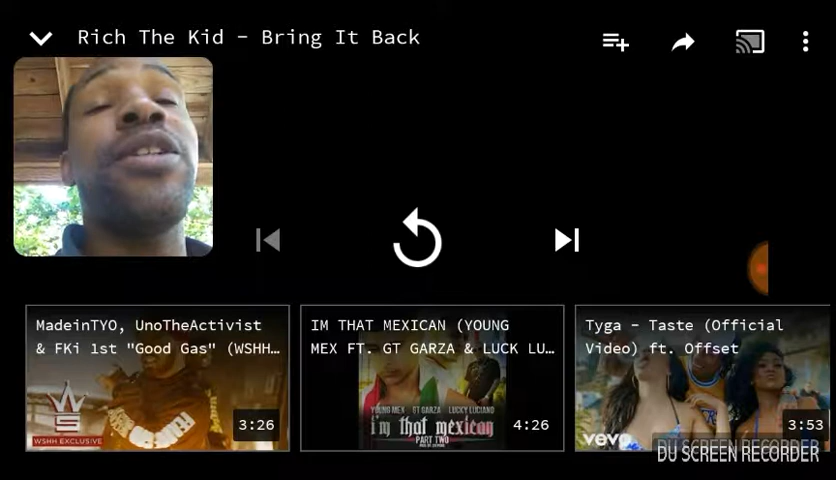 Rich The Kid - Bring It Back
MadeinTYO, UnoTheActivist
& FKi 1st "Good Gas" (WSHH…
3:26
WSHH EXCLUSIVE
IM THAT MEXICAN (YOUNG
MEX FT. GT GARZA & LUCK LU…
YOUNG MEX GT GARZA LUCKY LUCIANO
i'm that mexican
PART TWO
4:26
Tyga - Taste (Official
Video) ft. Offset
3:53
vevo
DU SCREEN RECORDER